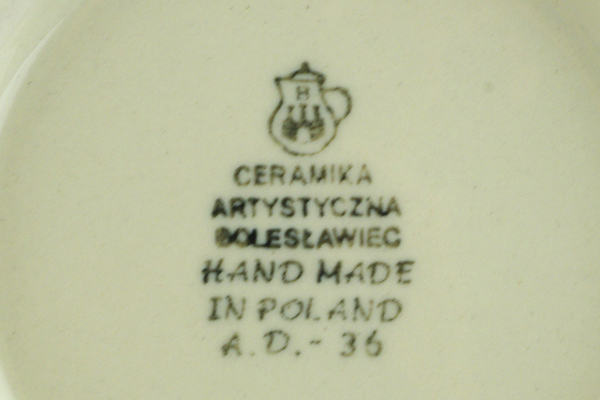 B
CERAMIKA
ARTYSTYCZNA
BOLESŁAWIEC
HAND MADE
IN POLAND
A.D.- 36